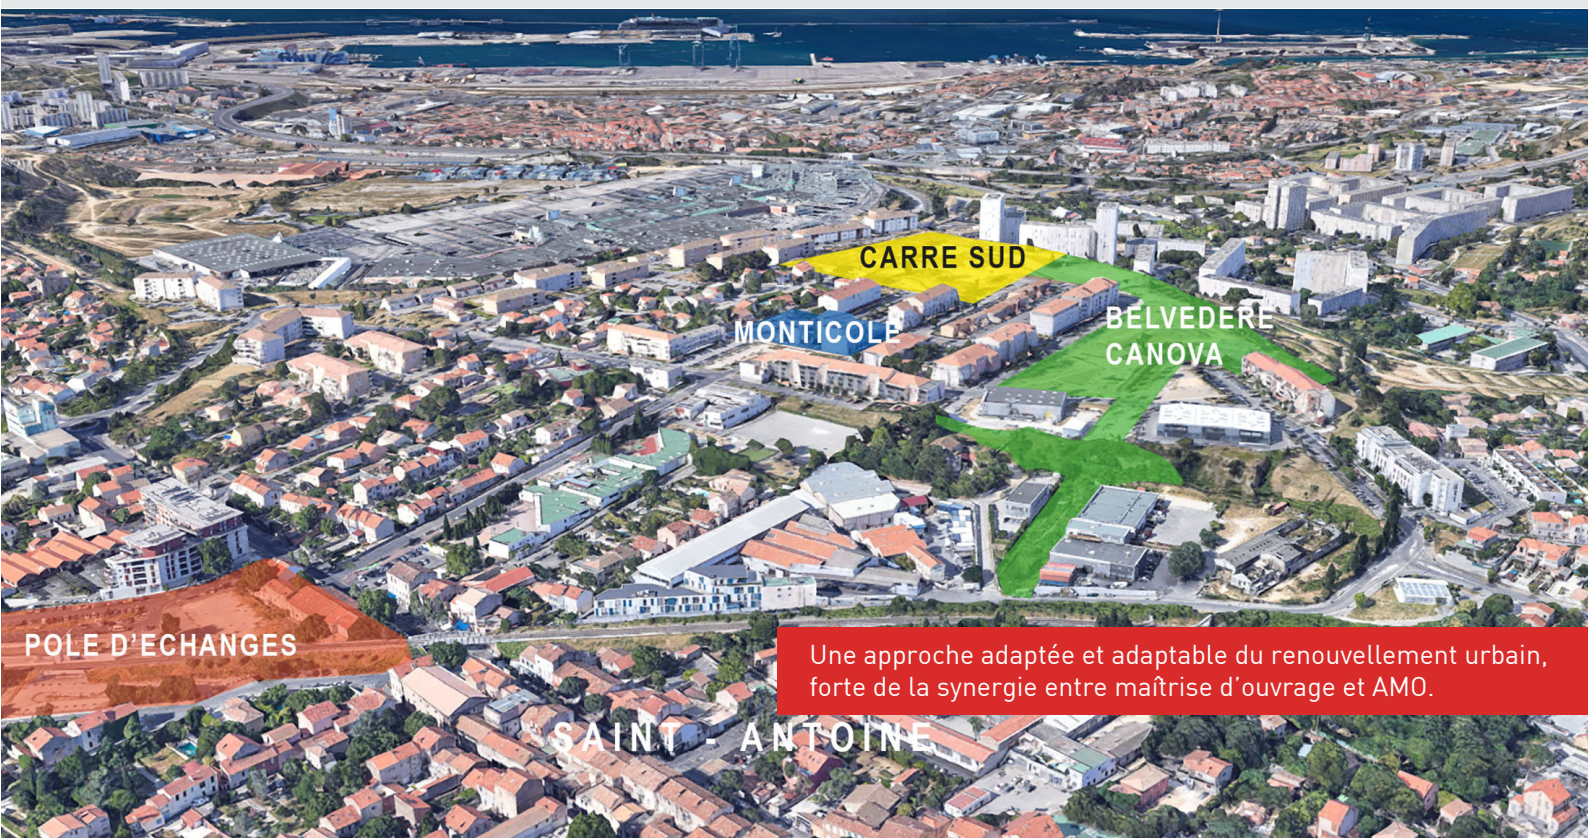 CARRE SUD
MONTICOLE
BELVEDERE
CANOVA
POLE D'ECHANGES
Une approche adaptée et adaptable du renouvellement urbain,
forte de la synergie entre maîtrise d'ouvrage et AMO.
SAINT - ANTOINE